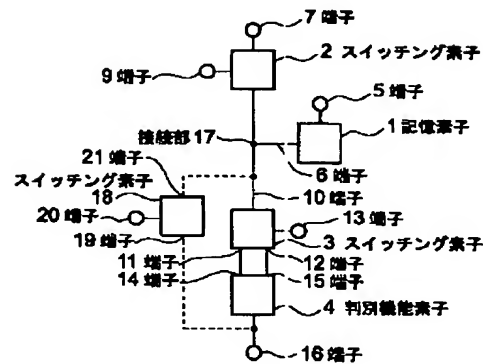 7 端子
2 スイッチング素子
9 端子
5 端子
接続部 17
1 記憶素子
21 端子
6 端子
スイッチング素子
18
10 端子
13 端子
20 端子
3 スイッチング素子
19 端子
11 端子
12 端子
14 端子
15 端子
4 判別機能素子
16 端子